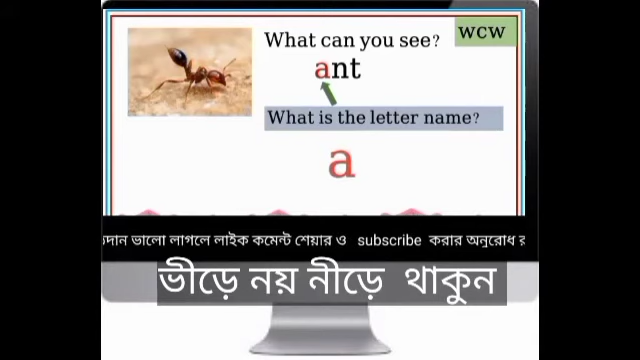 What can you see?
wcw
ant
What is the letter name?
a
ভালো লাগলে লাইক কমেন্ট শেয়ার ও subscribe করার অনুরোধ
ভীড়ে নয় নীড়ে থাকুন